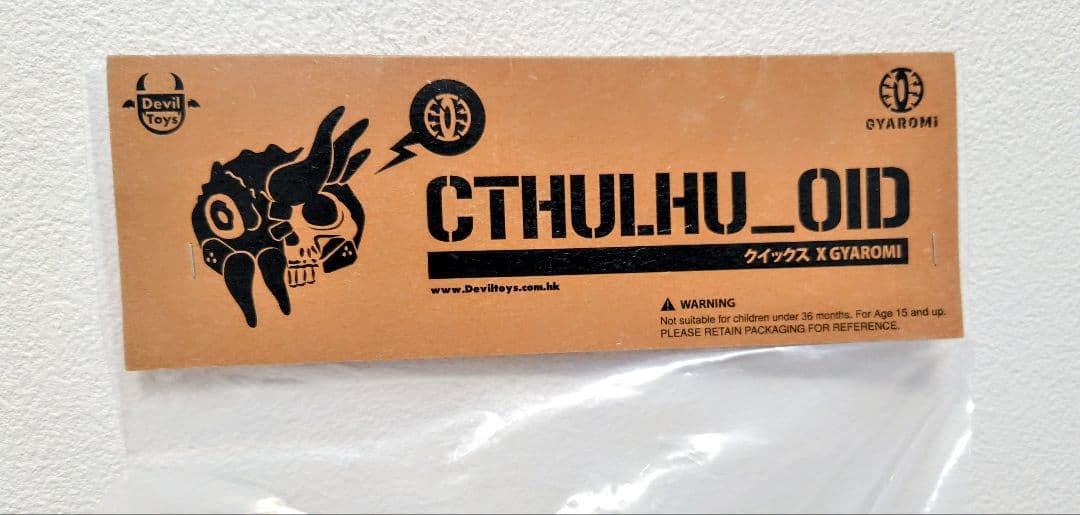 Devil
Toys
GYAROMI
CTHULHU_OID
クイックス X GYAROMI
www.Deviltoys.com.hk
WARNING
Not suitable for children under 36 months. For Age 15 and up.
PLEASE RETAIN PACKAGING FOR REFERENCE.